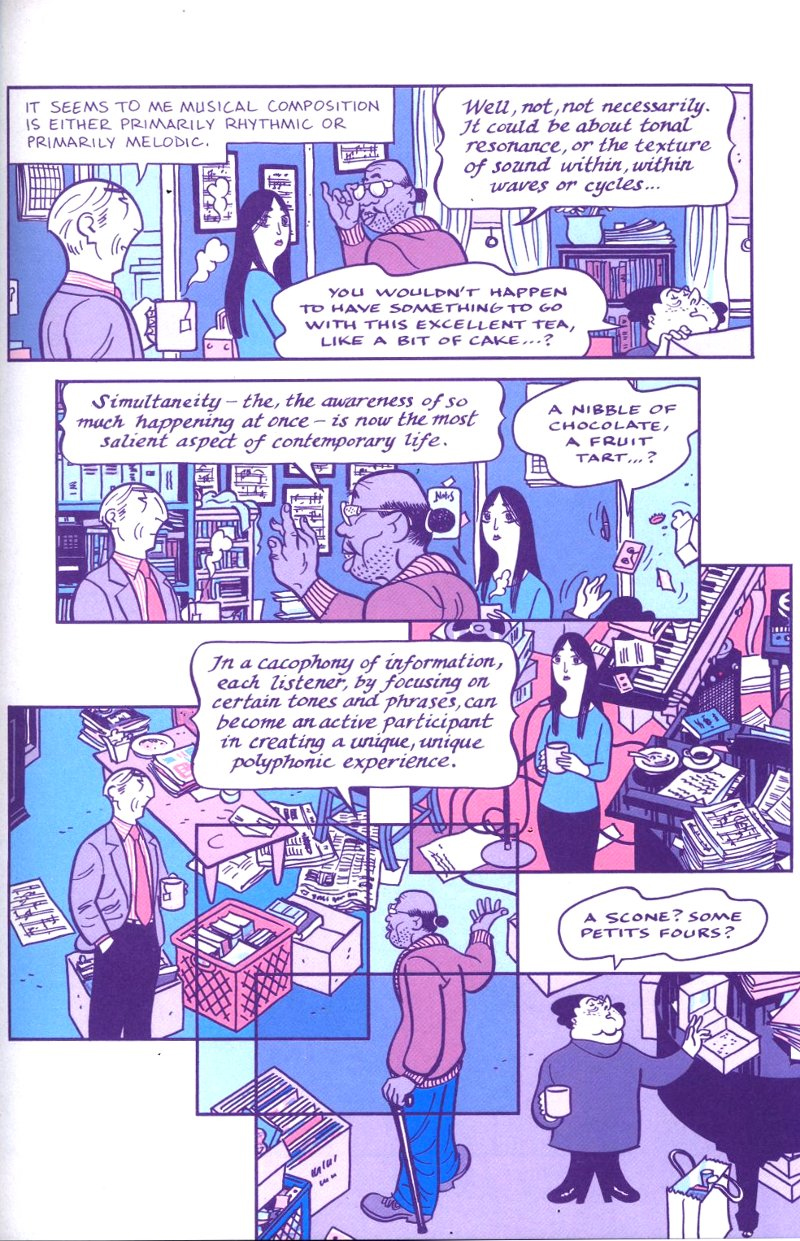 IT SEEMS TO ME MUSICAL COMPOSITION
IS EITHER PRIMARILY RHYTHMIC OR
PRIMARILY MELODIC.
Well, not, not necessarily.
It could be about tonal
resonance, or the texture
of sound within, within
waves or cycles...
YOU WOULDN'T HAPPEN
TO HAVE SOMETHING TO GO
WITH THIS EXCELLENT TEA,
LIKE A BIT OF CAKE...?
Simultaneity – the, the awareness of so
much happening at once – is now the most
salient aspect of contemporary life.
A NIBBLE OF
CHOCOLATE,
A FRUIT
TART...?
In a cacophony of information,
each listener, by focusing on
certain tones and phrases, can
become an active participant
in creating a unique, unique
polyphonic experience.
A SCONE? SOME
PETITS FOURS?